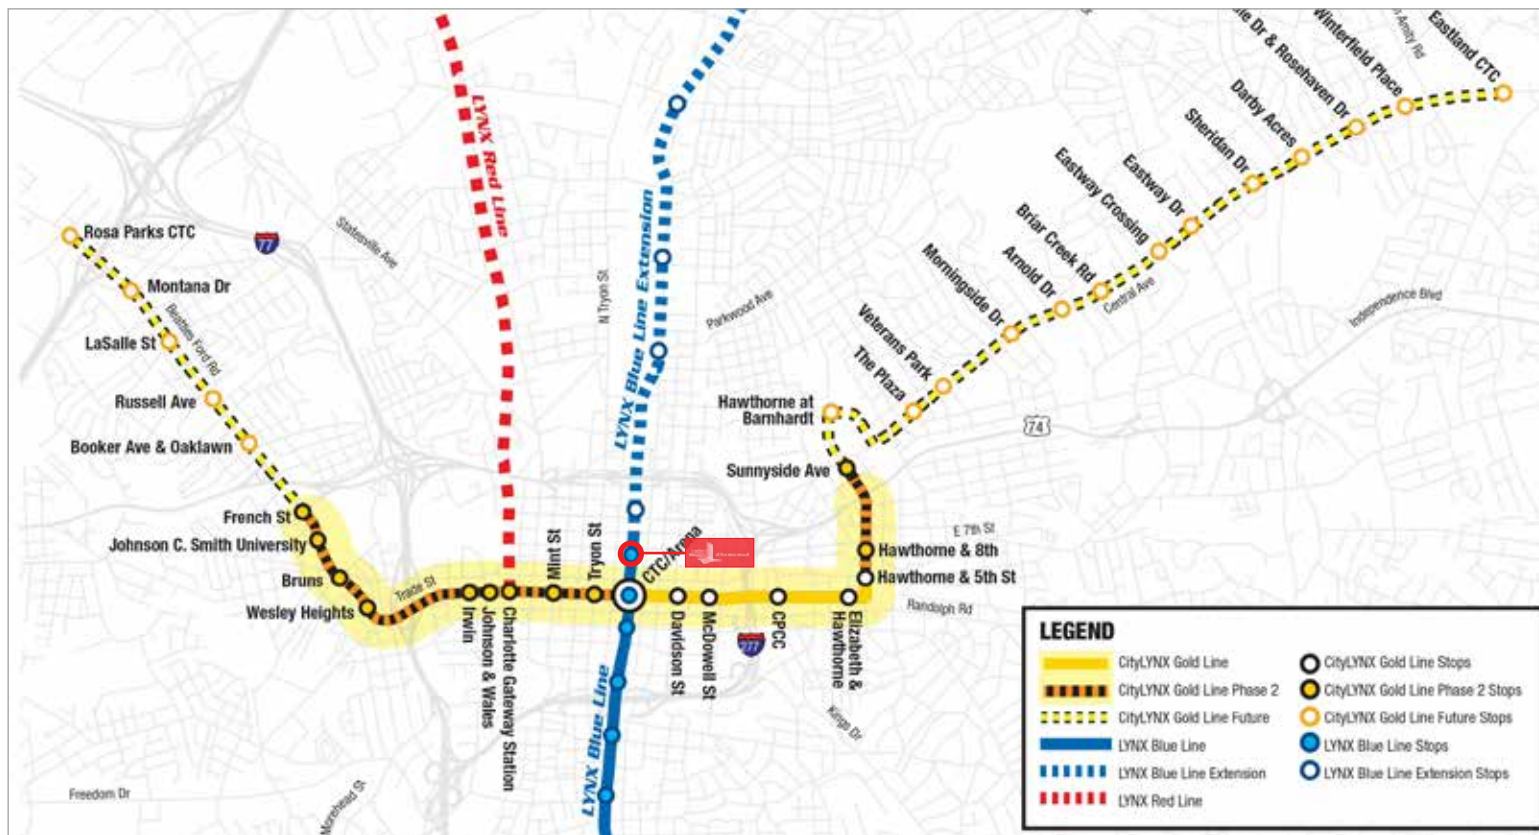 Eastland CTC
Winterfield Place
Dr & Rosehaven Dr
Darby Acres
Sheridan Dr
Eastway Dr
Eastway Crossing
Briar Creek Rd
Arnold Dr
Morningside Dr
Veterans Park
The Plaza
Hawthorne at
Barnhardt
Sunnyside Ave
Amity Rd
Central Ave
Independence Blvd
74
LYNX Red Line
LYNX Blue Line Extension
N Tryon St
Parkwood Ave
Statesville Ave
77
Rosa Parks CTC
Montana Dr
Beatties Ford Rd
LaSalle St
Russell Ave
Booker Ave & Oaklawn
French St
Johnson C. Smith University
Bruns
Wesley Heights
Trade St
Irwin
Johnson & Wales
Charlotte Gateway Station
Mint St
Tryon St
CTC/Arena
Davidson St
McDowell St
277
CPCC
Elizabeth &
Hawthorne
E 7th St
Hawthorne & 8th
Hawthorne & 5th St
Randolph Rd
Kings Dr
LYNX Blue Line
Freedom Dr
Morehead St
LEGEND
CityLYNX Gold Line
CityLYNX Gold Line Phase 2
CityLYNX Gold Line Future
LYNX Blue Line
LYNX Blue Line Extension
LYNX Red Line
CityLYNX Gold Line Stops
CityLYNX Gold Line Phase 2 Stops
CityLYNX Gold Line Future Stops
LYNX Blue Line Stops
LYNX Blue Line Extension Stops